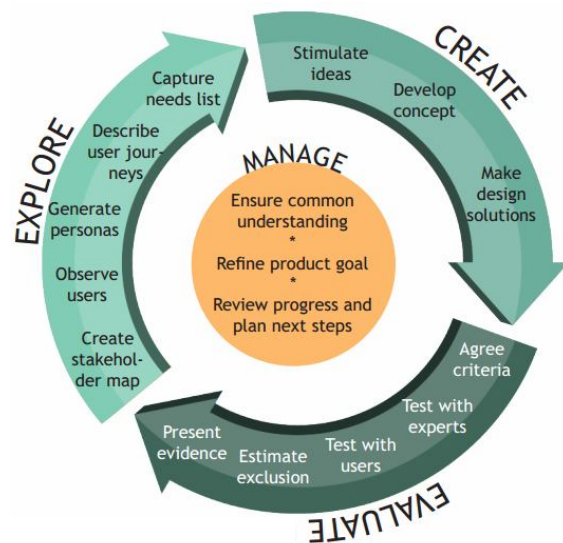 EXPLORE
Create
stakehol-
der map
Observe
users
Generate
personas
Describe
user jour-
neys
Capture
needs list
CREATE
Stimulate
ideas
Develop
concept
Make
design
solutions
EVALUATE
Agree
criteria
Test with
experts
Test with
users
Estimate
exclusion
Present
evidence
MANAGE
Ensure common
understanding
*
Refine product goal
*
Review progress and
plan next steps